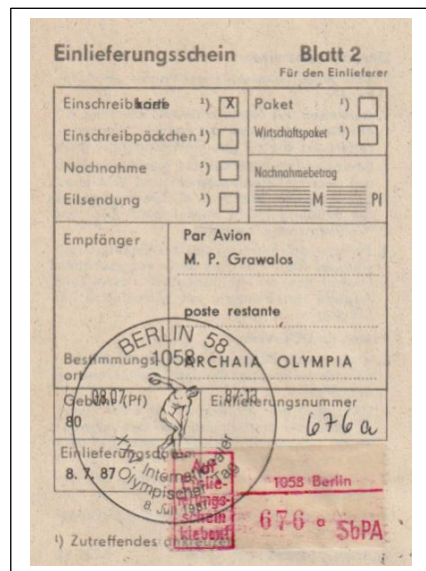 Einlieferungsschein Blatt 2
Für den Einlieferer
Einschreibkarte ¹) X Paket ¹)
Einschreibpäckchen ¹) Wirtschaftspaket ¹)
Nachnahme ¹) Nachnahmebetrag
Eilsendung ¹) M Pf
Empfänger Par Avion
M. P. Grawalos
poste restante
BERLIN 58
1058
Bestimmungsort ARCHAIA OLYMPIA
08.07 87-10
Gebühr (Pf) Einlieferungsnummer
80 676 a
Einlieferungsdatum
8. 7. 87
Internationaler
Olympischer Tag
8. Juli 1987
Auf Einlieferungsschein kleben!
1058 Berlin
676 a SbPA
¹) Zutreffendes ankreuzen